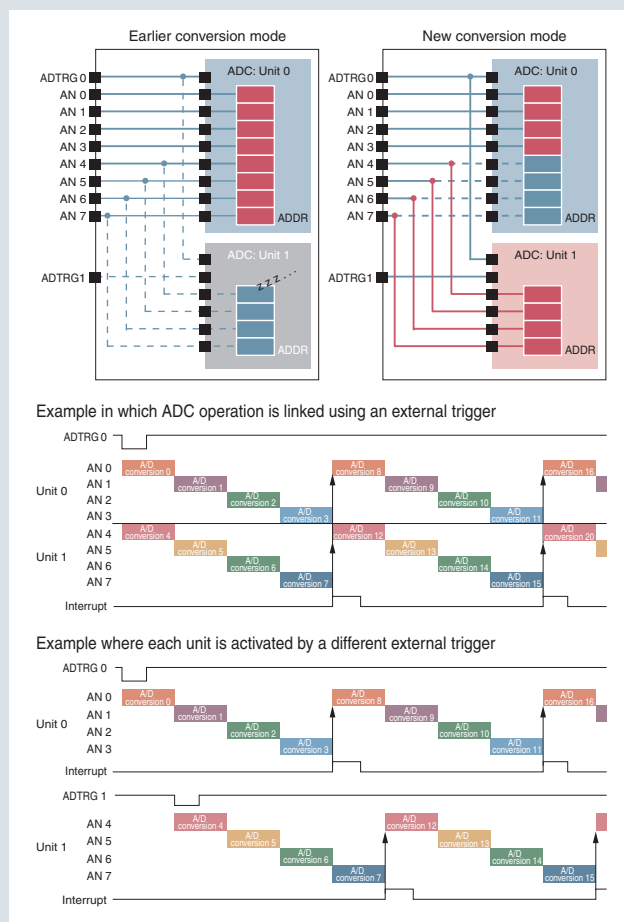 Earlier conversion mode
ADC: Unit 0
ADTRG 0
AN 0
AN 1
AN 2
AN 3
AN 4
AN 5
AN 6
AN 7
ADDR
ADC: Unit 1
zzz...
ADTRG1
ADDR
New conversion mode
ADC: Unit 0
ADTRG0
AN 0
AN 1
AN 2
AN 3
AN 4
AN 5
AN 6
AN 7
ADDR
ADC: Unit 1
ADTRG1
ADDR
Example in which ADC operation is linked using an external trigger
ADTRG 0
Unit 0
AN 0
A/D conversion 0
A/D conversion 8
A/D conversion 16
AN 1
A/D conversion 1
A/D conversion 9
AN 2
A/D conversion 2
A/D conversion 10
AN 3
A/D conversion 3
A/D conversion 11
Unit 1
AN 4
A/D conversion 4
A/D conversion 12
A/D conversion 20
AN 5
A/D conversion 5
A/D conversion 13
AN 6
A/D conversion 6
A/D conversion 14
AN 7
A/D conversion 7
A/D conversion 15
Interrupt
Example where each unit is activated by a different external trigger
ADTRG 0
Unit 0
AN 0
A/D conversion 0
A/D conversion 8
A/D conversion 16
AN 1
A/D conversion 1
A/D conversion 9
AN 2
A/D conversion 2
A/D conversion 10
AN 3
A/D conversion 3
A/D conversion 11
Interrupt
ADTRG 1
Unit 1
AN 4
A/D conversion 4
A/D conversion 12
AN 5
A/D conversion 5
A/D conversion 13
AN 6
A/D conversion 6
A/D conversion 14
AN 7
A/D conversion 7
A/D conversion 15
Interrupt